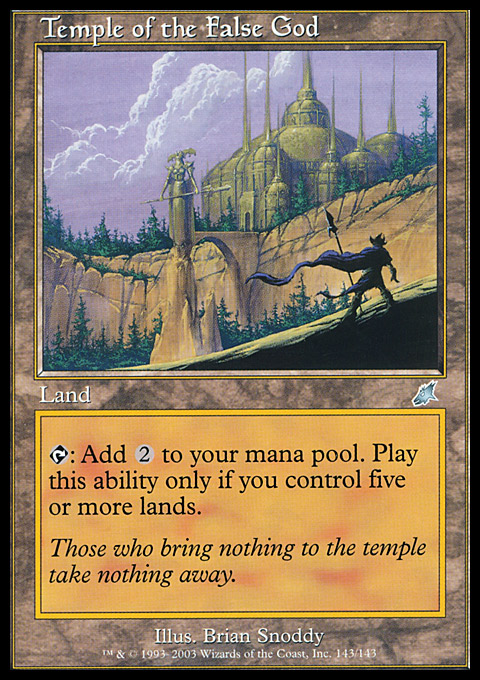 Temple of the False God
Land
: Add 2 to your mana pool. Play
this ability only if you control five
or more lands.
Those who bring nothing to the temple
take nothing away.
Illus. Brian Snoddy
™ & © 1993-2003 Wizards of the Coast, Inc. 143/143